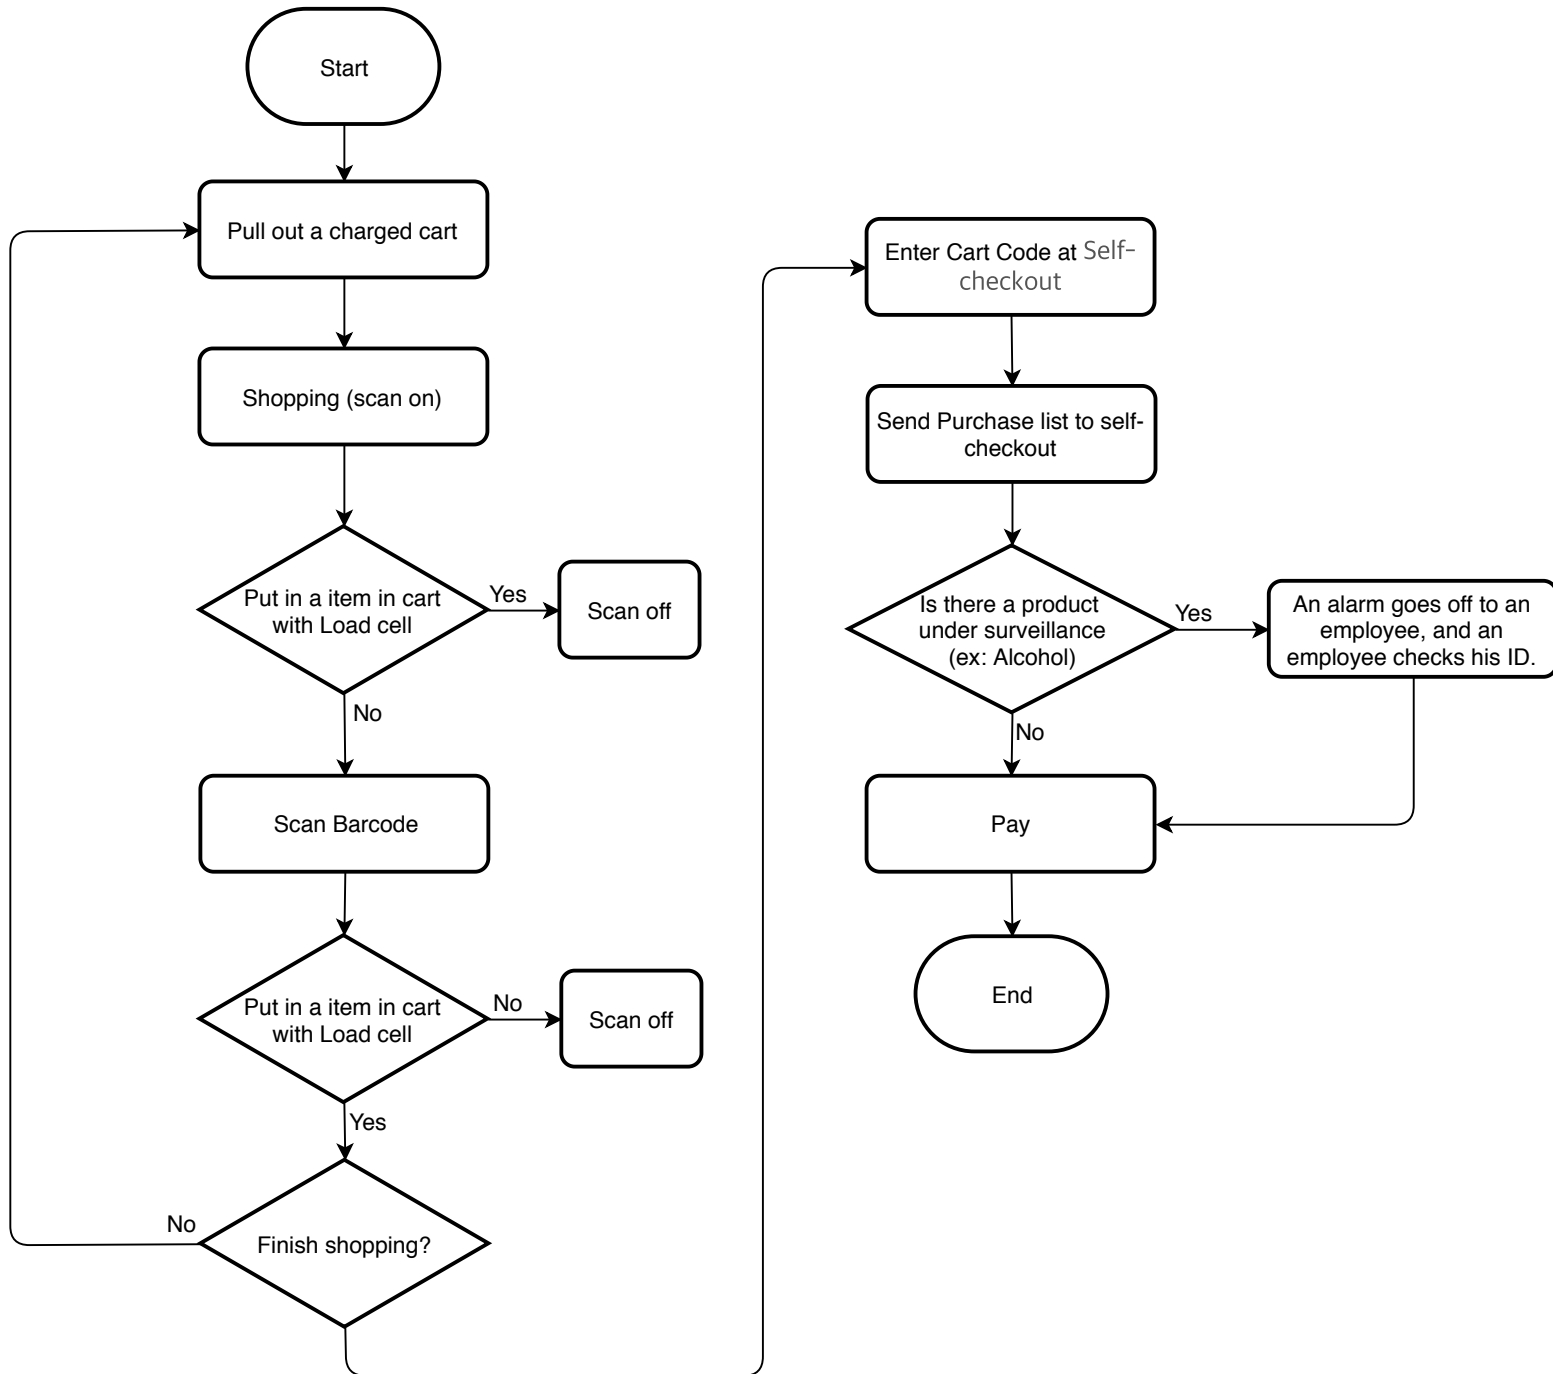 Start
Pull out a charged cart
Shopping (scan on)
Put in a item in cart
with Load cell
Yes
Scan off
No
Scan Barcode
Put in a item in cart
with Load cell
No
Scan off
Yes
Finish shopping?
No
Enter Cart Code at Self-
checkout
Send Purchase list to self-
checkout
Is there a product
under surveillance
(ex: Alcohol)
Yes
An alarm goes off to an
employee, and an
employee checks his ID.
No
Pay
End